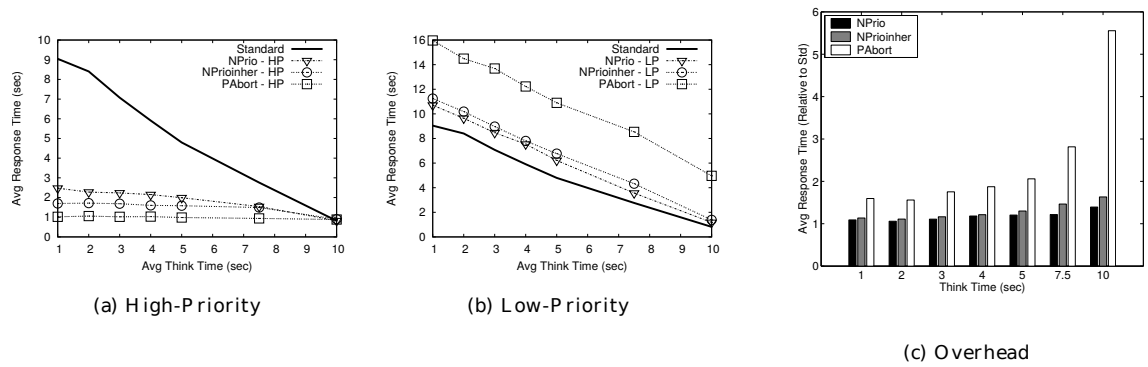 10
9
8
7
6
5
4
3
2
1
0
Avg Response Time (sec)
Standard
NPrio - HP
NPrioinher - HP
PAbort - HP
1 2 3 4 5 6 7 8 9 10
Avg Think Time (sec)
(a) High-Priority
16
14
12
10
8
6
4
2
0
Avg Response Time (sec)
Standard
NPrio - LP
NPrioinher - LP
PAbort - LP
1 2 3 4 5 6 7 8 9 10
Avg Think Time (sec)
(b) Low-Priority
6
5
4
3
2
1
0
Avg Response Time (Relative to Std)
NPrio
NPrioinher
PAbort
1 2 3 4 5 7.5 10
Think Time (sec)
(c) Overhead